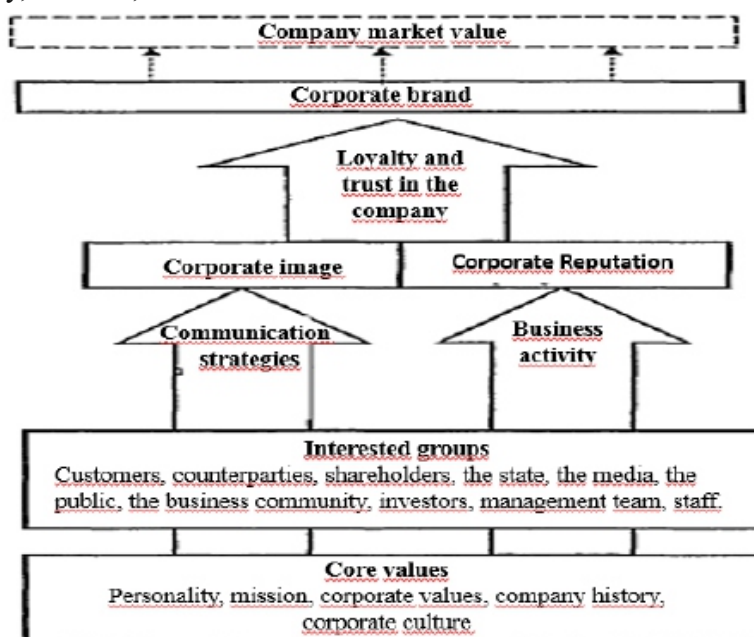 Company market value
Corporate brand
Loyalty and
trust in the
company
Corporate image
Corporate Reputation
Communication
strategies
Business
activity
Interested groups
Customers, counterparties, shareholders, the state, the media, the
public, the business community, investors, management team, staff.
Core values
Personality, mission, corporate values, company history,
corporate culture